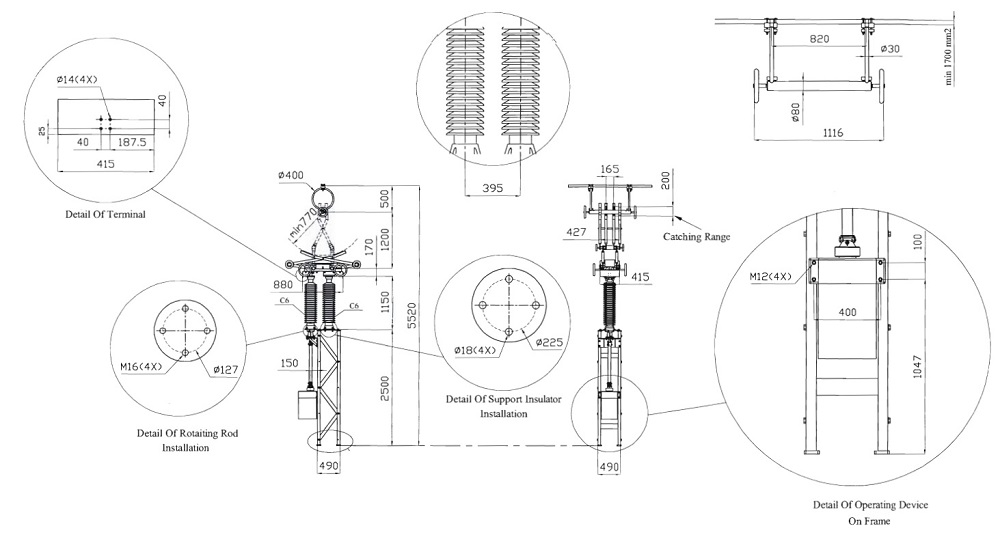 Ø14(4X)
40
25
40
187.5
415
Detail Of Terminal
395
820
Ø30
min 1700 mm2
Ø80
1116
Ø400
500
min770
1200
170
880
C6
C6
1150
5520
150
2500
490
165
200
427
Catching Range
415
490
M16(4X)
Ø127
Detail Of Rotaiting Rod
Installation
Ø18(4X)
Ø225
Detail Of Support Insulator
Installation
M12(4X)
100
400
1047
Detail Of Operating Device
On Frame